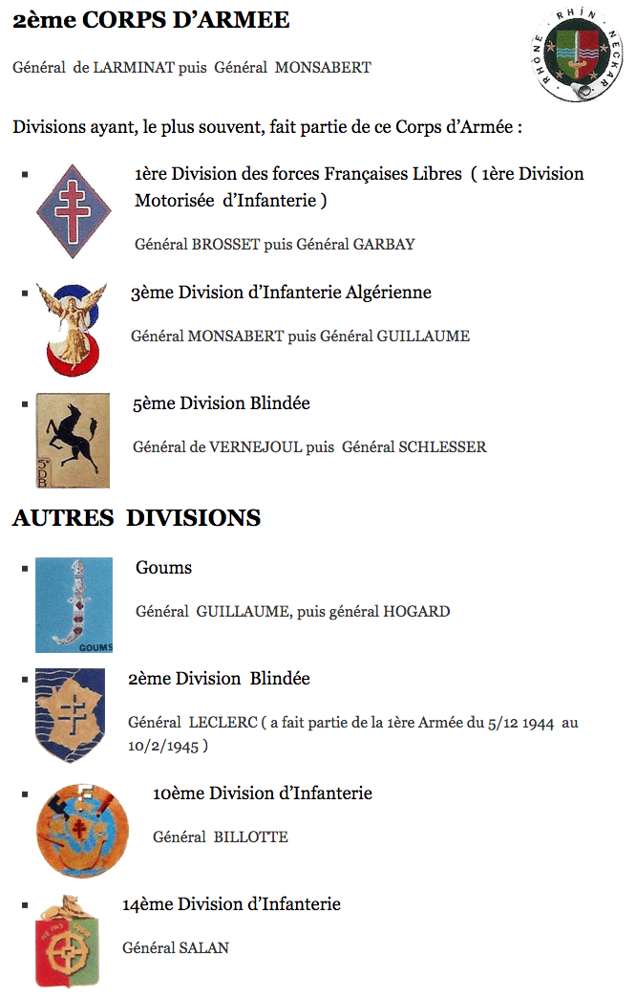 2ème CORPS D’ARMEE
RHÔNE · RHIN · NECKAR
Général de LARMINAT puis Général MONSABERT
Divisions ayant, le plus souvent, fait partie de ce Corps d’Armée :
1ère Division des forces Françaises Libres ( 1ère Division
Motorisée d’Infanterie )
Général BROSSET puis Général GARBAY
3ème Division d’Infanterie Algérienne
Général MONSABERT puis Général GUILLAUME
5ème Division Blindée
Général de VERNEJOUL puis Général SCHLESSER
5e
D
B
AUTRES DIVISIONS
Goums
Général GUILLAUME, puis général HOGARD
GOUMS
2ème Division Blindée
Général LECLERC ( a fait partie de la 1ère Armée du 5/12 1944 au
10/2/1945 )
10ème Division d’Infanterie
F F I
Général BILLOTTE
14ème Division d’Infanterie
NE PAS
Général SALAN